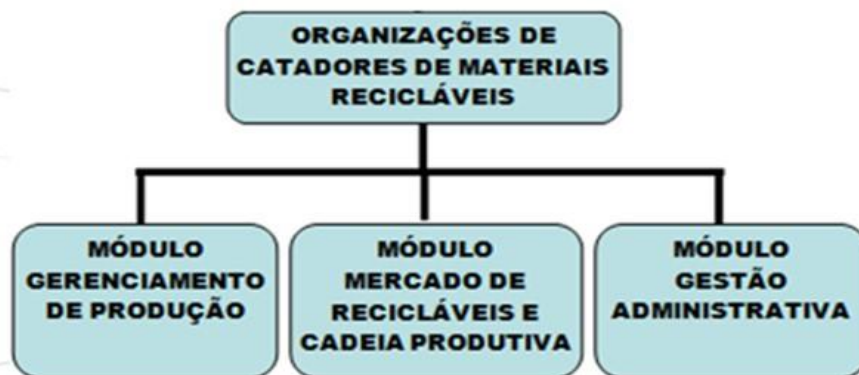 ORGANIZAÇÕES DE
CATADORES DE MATERIAIS
RECICLÁVEIS
MÓDULO
GERENCIAMENTO
DE PRODUÇÃO
MÓDULO
MERCADO DE
RECICLÁVEIS E
CADEIA PRODUTIVA
MÓDULO
GESTÃO
ADMINISTRATIVA